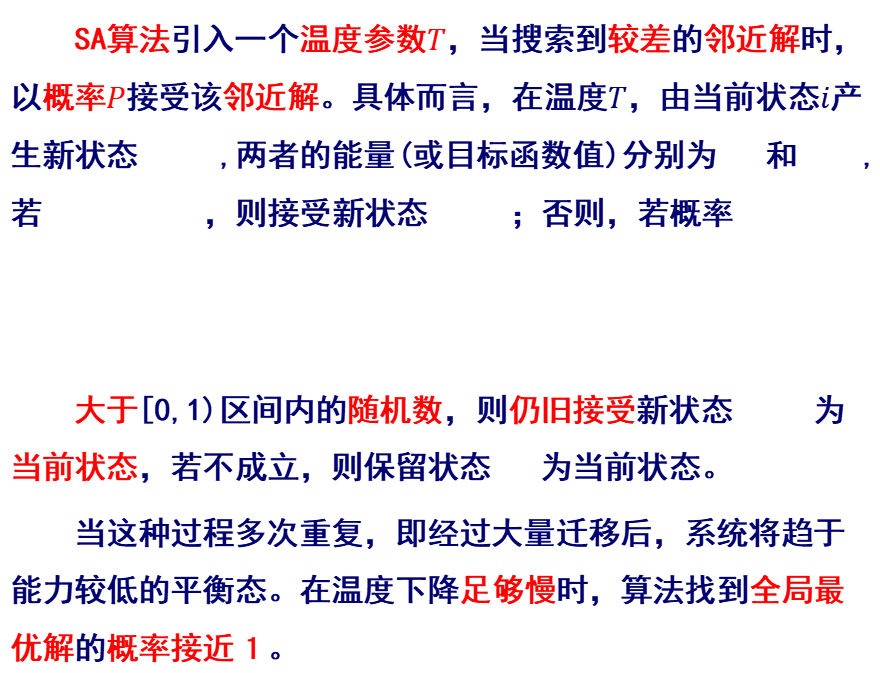 SA算法引入一个温度参数T，当搜索到较差的邻近解时，
以概率P接受该邻近解。具体而言，在温度T，由当前状态i产
生新状态 ,两者的能量(或目标函数值)分别为 和 ,
若 ，则接受新状态 ；否则，若概率
大于[0,1)区间内的随机数，则仍旧接受新状态 为
当前状态，若不成立，则保留状态 为当前状态。
当这种过程多次重复，即经过大量迁移后，系统将趋于
能力较低的平衡态。在温度下降足够慢时，算法找到全局最
优解的概率接近1。